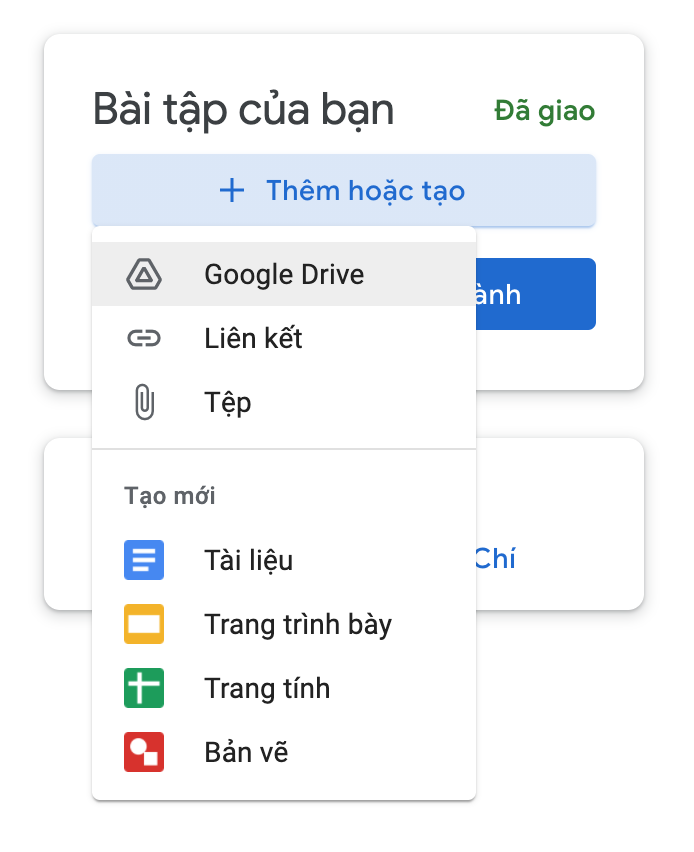 Bài tập của bạn
Đã giao
Thêm hoặc tạo
Google Drive
Liên kết
Tệp
Tạo mới
Tài liệu
Chí
Trang trình bày
Trang tính
Bản vẽ